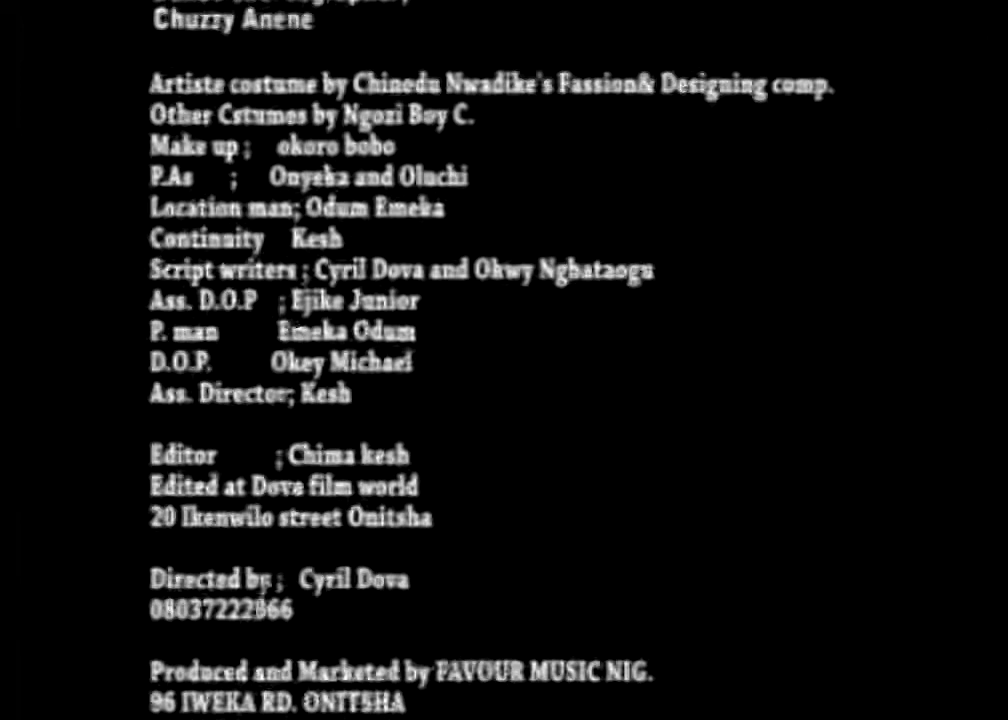 Chuzzy Anene
Artiste costume by Chinedu Nwadike's Fassion& Designing comp.
Other Cstumes by Ngozi Boy C.
Make up ; okoro bobo
P.As ; Onyeka and Oluchi
Location man; Odum Emeka
Continuity Kesh
Script writers ; Cyril Dova and Okwy Ngbataogu
Ass. D.O.P ; Ejike Junior
P. man Emeka Odum
D.O.P. Okey Michael
Ass. Director; Kesh
Editor ; Chima kesh
Edited at Dova film world
20 Ikenwilo street Onitsha
Directed by ; Cyril Dova
Produced and Marketed by FAVOUR MUSIC NIG.
96 IWEKA RD. ONITSHA